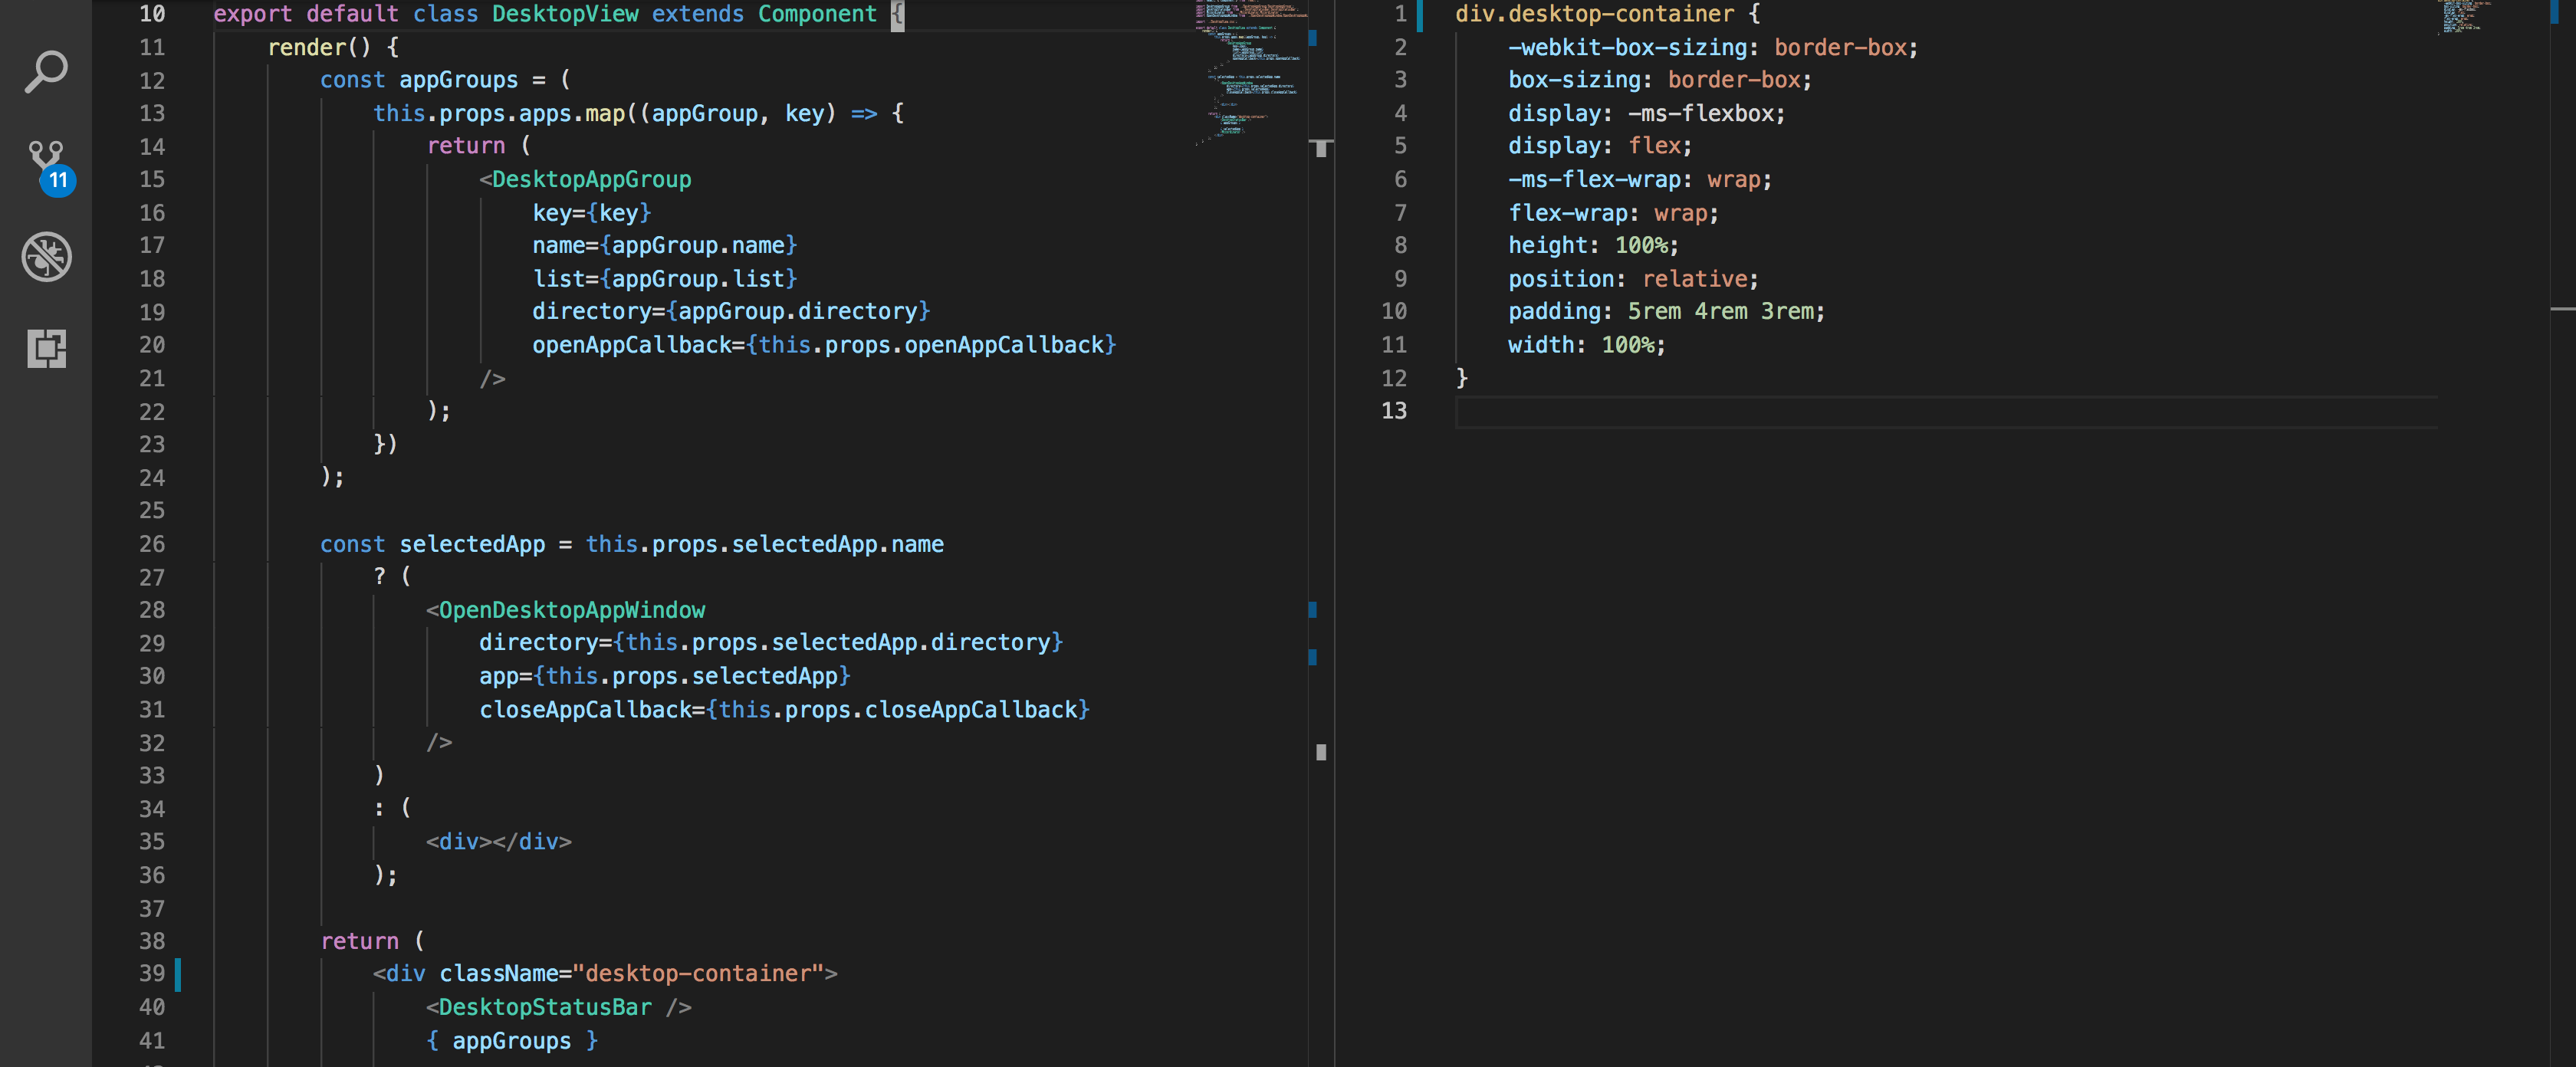 11
10 export default class DesktopView extends Component {
11 render() {
12 const appGroups = (
13 this.props.apps.map((appGroup, key) => {
14 return (
15 <DesktopAppGroup
16 key={key}
17 name={appGroup.name}
18 list={appGroup.list}
19 directory={appGroup.directory}
20 openAppCallback={this.props.openAppCallback}
21 />
22 );
23 })
24 );
25
26 const selectedApp = this.props.selectedApp.name
27 ? (
28 <OpenDesktopAppWindow
29 directory={this.props.selectedApp.directory}
30 app={this.props.selectedApp}
31 closeAppCallback={this.props.closeAppCallback}
32 />
33 )
34 : (
35 <div></div>
36 );
37
38 return (
39 <div className="desktop-container">
40 <DesktopStatusBar />
41 { appGroups }
1 div.desktop-container {
2 -webkit-box-sizing: border-box;
3 box-sizing: border-box;
4 display: -ms-flexbox;
5 display: flex;
6 -ms-flex-wrap: wrap;
7 flex-wrap: wrap;
8 height: 100%;
9 position: relative;
10 padding: 5rem 4rem 3rem;
11 width: 100%;
12 }
13